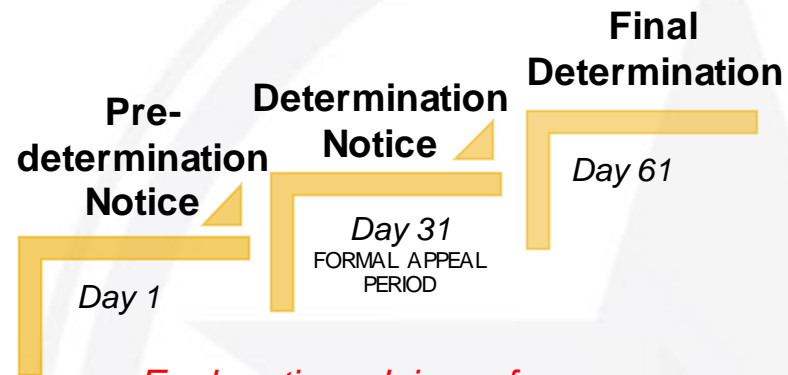 Pre-
determination
Notice
Day 1
Determination
Notice
Day 31
FORMAL APPEAL
PERIOD
Final
Determination
Day 61